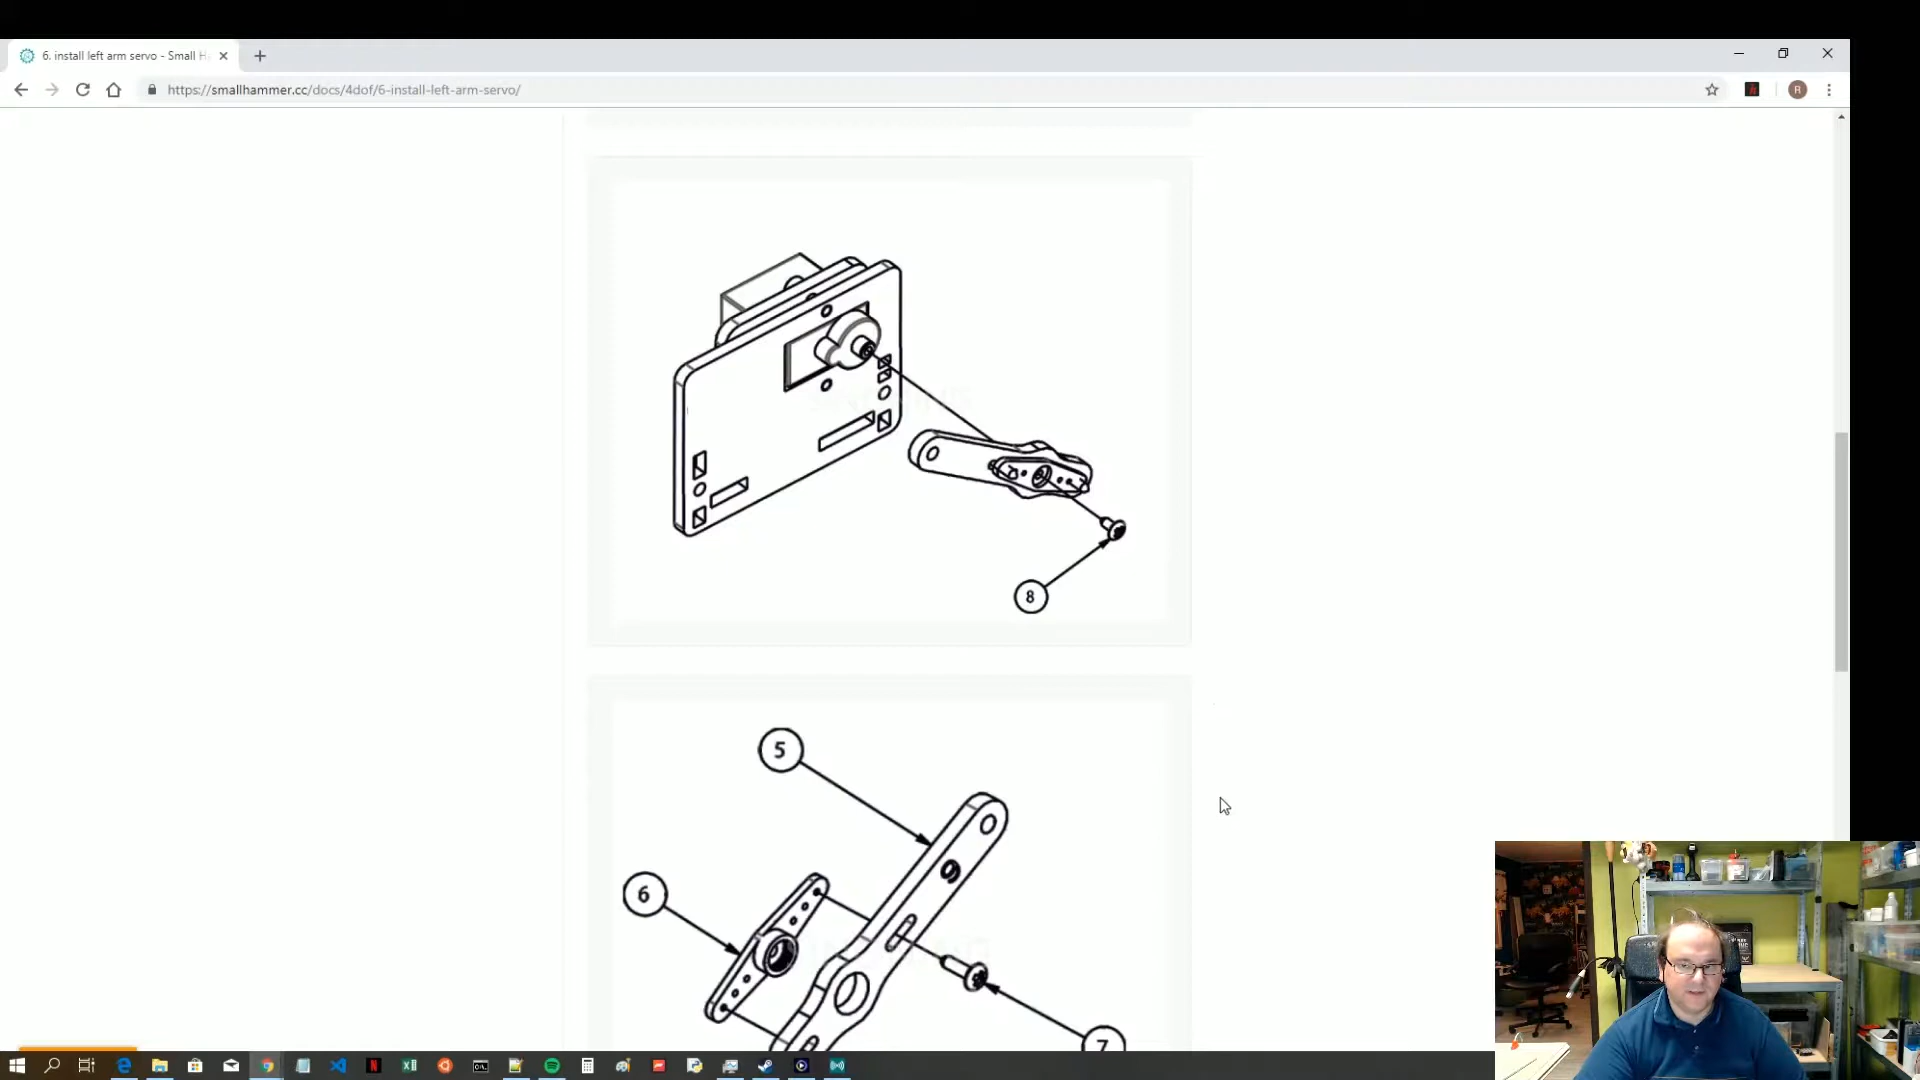 6. install left arm servo - Small H
https://smallhammer.cc/docs/4dof/6-install-left-arm-servo/
R
8
5
6
7